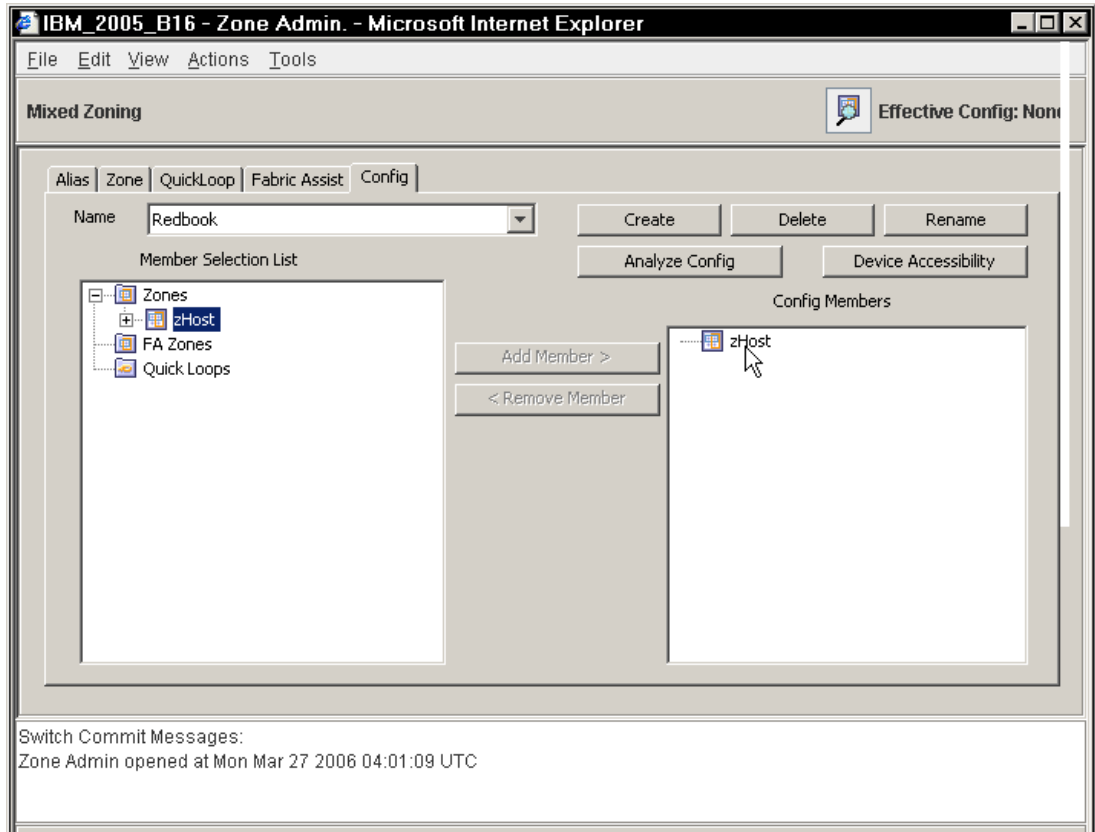 IBM_2005_B16 - Zone Admin. - Microsoft Internet Explorer
File Edit View Actions Tools
Mixed Zoning
Effective Config: None
Alias Zone QuickLoop Fabric Assist Config
Name Redbook Create Delete Rename
Analyze Config Device Accessibility
Member Selection List
Config Members
Zones
zHost
FA Zones
Quick Loops
Add Member >
< Remove Member
zHost
Switch Commit Messages:
Zone Admin opened at Mon Mar 27 2006 04:01:09 UTC